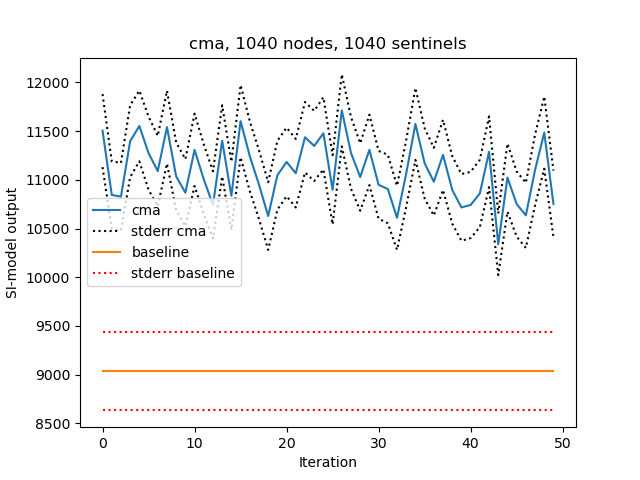 cma, 1040 nodes, 1040 sentinels
SI-model output
12000
11500
11000
10500
10000
9500
9000
8500
cma
stderr cma
baseline
stderr baseline
0
10
20
30
40
50
Iteration